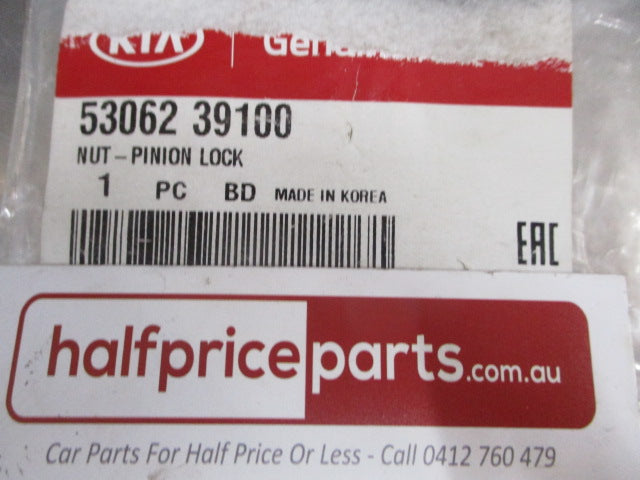 KIA
53062 39100
NUT-PINION LOCK
1 PC BD MADE IN KOREA
EAC
halfpriceparts.com.au
Car Parts For Half Price Or Less - Call 0412 760 479